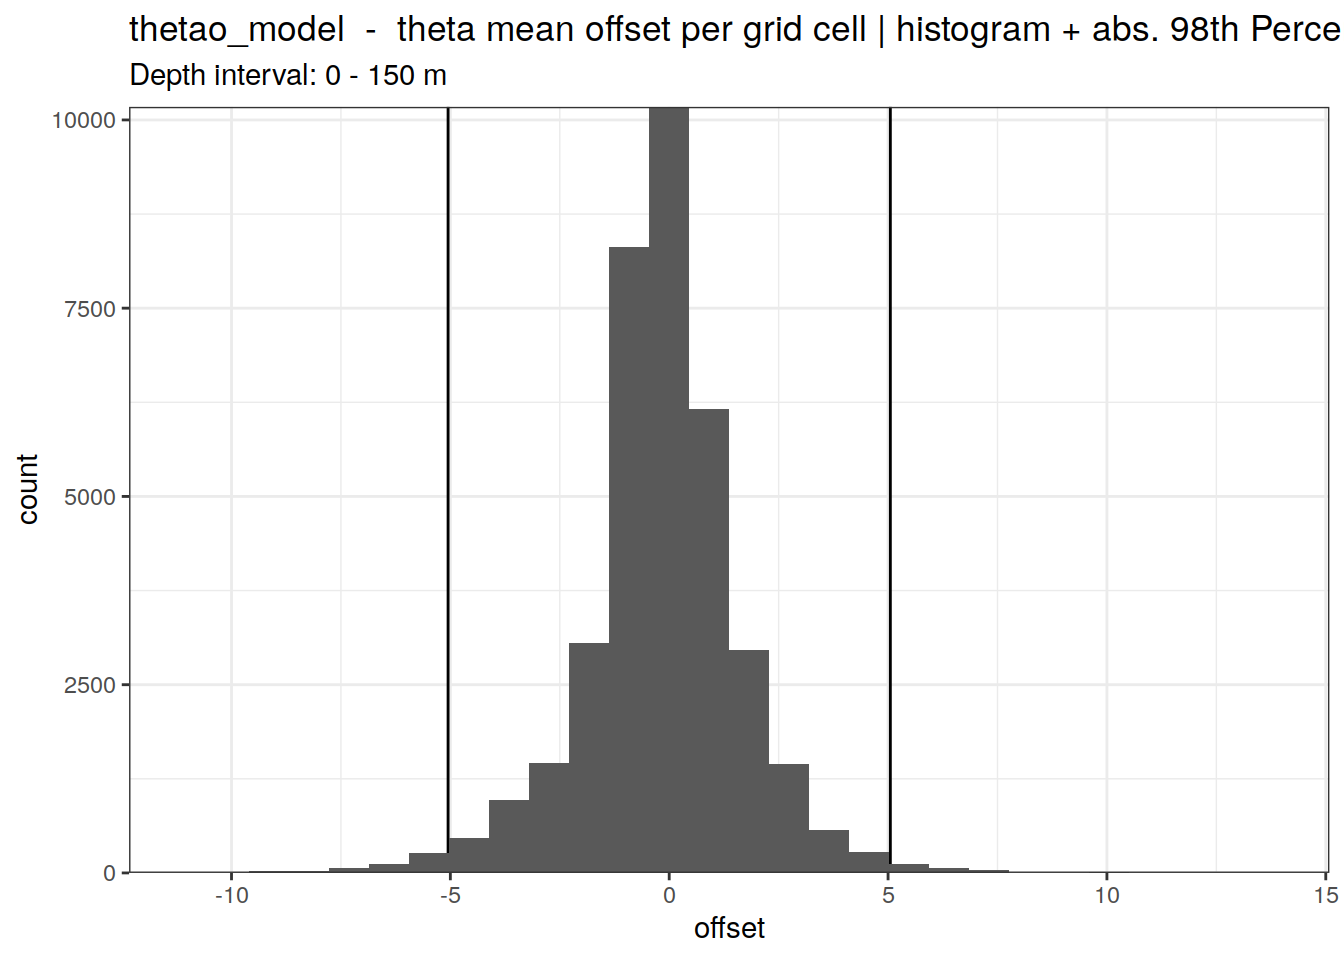 thetao_model  -  theta mean offset per grid cell | histogram + abs. 98th Perce
Depth interval: 0 - 150 m
10000
7500
5000
2500
0
count
-10
-5
0
5
10
15
offset